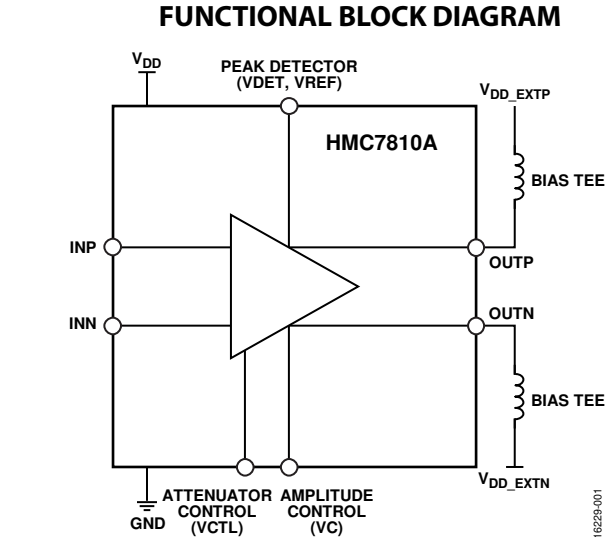 FUNCTIONAL BLOCK DIAGRAM
VDD
PEAK DETECTOR
(VDET, VREF)
VDD_EXTP
HMC7810A
BIAS TEE
INP
OUTP
INN
OUTN
BIAS TEE
VDD_EXTN
GND
ATTENUATOR
CONTROL
(VCTL)
AMPLITUDE
CONTROL
(VC)
16229-001